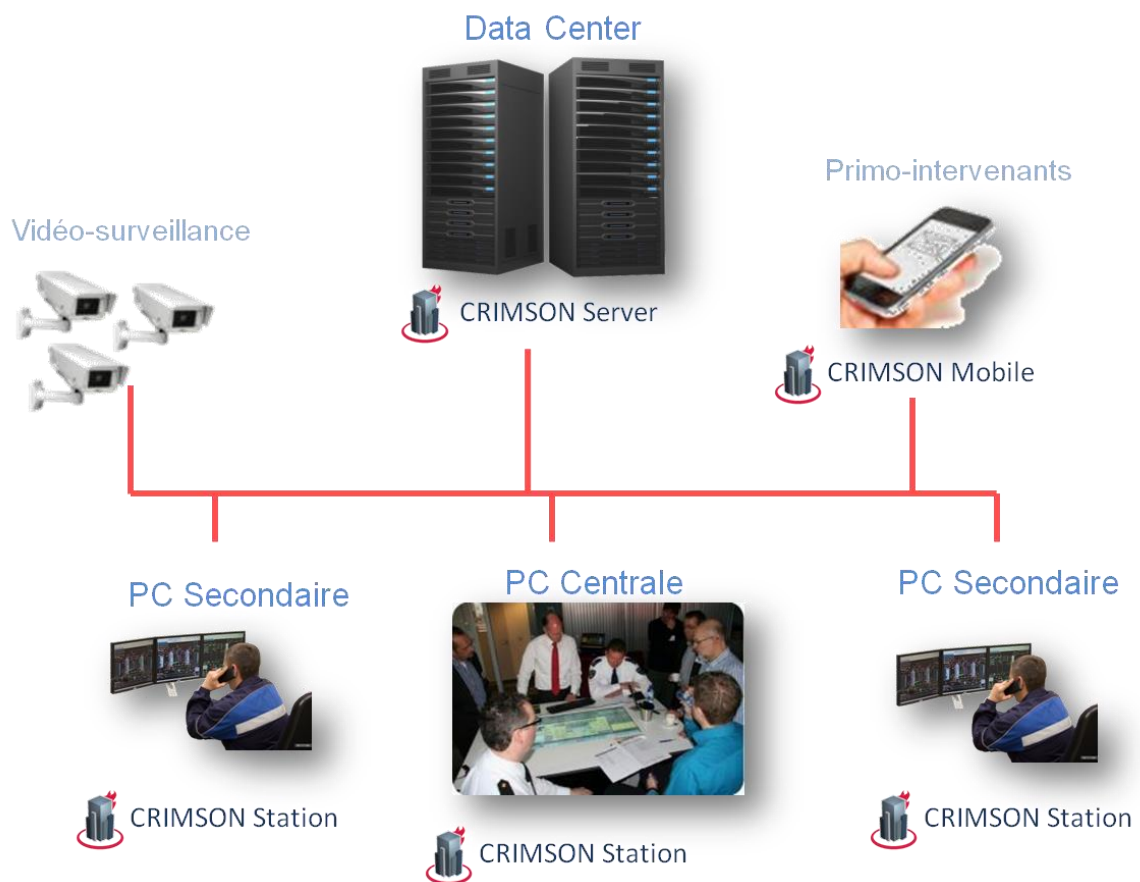 Data Center
Primo-intervenants
Vidéo-surveillance
CRIMSON Server
CRIMSON Mobile
PC Secondaire
PC Centrale
PC Secondaire
CRIMSON Station
CRIMSON Station
CRIMSON Station